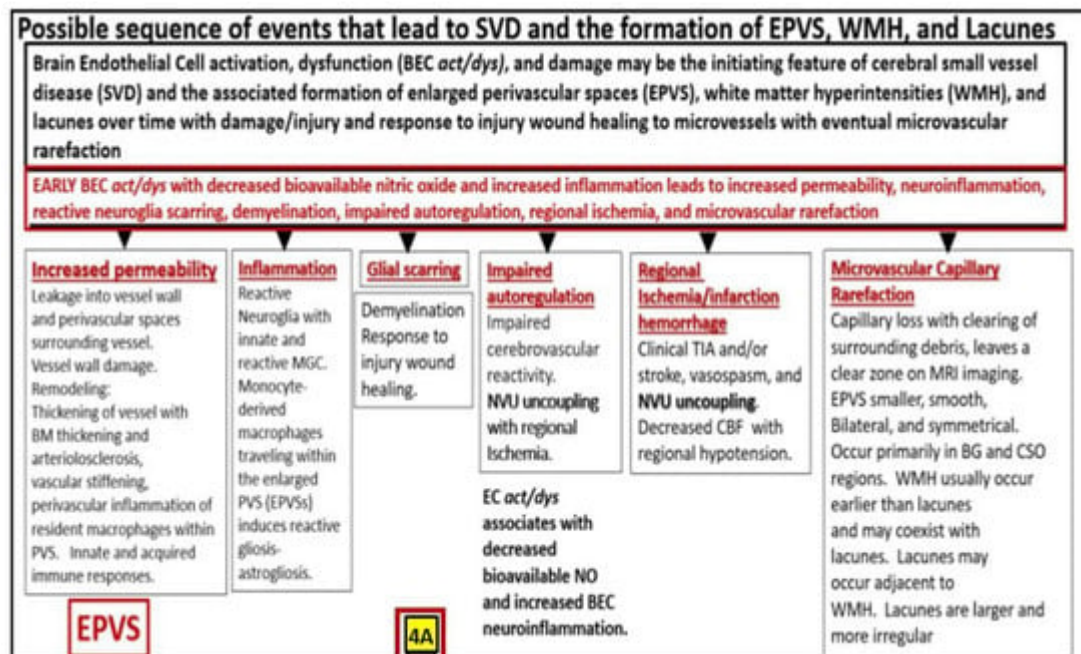 Possible sequence of events that lead to SVD and the formation of EPVS, WMH, and Lacunes
Brain Endothelial Cell activation, dysfunction (BEC act/dys), and damage may be the initiating feature of cerebral small vessel
disease (SVD) and the associated formation of enlarged perivascular spaces (EPVS), white matter hyperintensities (WMH), and
lacunes over time with damage/injury and response to injury wound healing to microvessels with eventual microvascular
rarefaction
EARLY BEC act/dys with decreased bioavailable nitric oxide and increased inflammation leads to increased permeability, neuroinflammation,
reactive neuroglia scarring, demyelination, impaired autoregulation, regional ischemia, and microvascular rarefaction
Increased permeability
Leakage into vessel wall
and perivascular spaces
surrounding vessel.
Vessel wall damage.
Remodeling:
Thickening of vessel with
BM thickening and
arteriolosclerosis,
vascular stiffening,
perivascular inflammation of
resident macrophages within
PVS. Innate and acquired
immune responses.
EPVS
Inflammation
Reactive
Neuroglia with
innate and
reactive MGC.
Monocyte-
derived
macrophages
traveling within
the enlarged
PVS (EPVSs)
induces reactive
gliosis-
astrogliosis.
Glial scarring
Demyelination
Response to
injury wound
healing.
4A
Impaired
autoregulation
Impaired
cerebrovascular
reactivity.
NVU uncoupling
with regional
Ischemia.
EC act/dys
associates with
decreased
bioavailable NO
and increased BEC
neuroinflammation.
Regional
Ischemia/infarction
hemorrhage
Clinical TIA and/or
stroke, vasospasm, and
NVU uncoupling.
Decreased CBF with
regional hypotension.
Microvascular Capillary
Rarefaction
Capillary loss with clearing of
surrounding debris, leaves a
clear zone on MRI imaging.
EPVS smaller, smooth,
Bilateral, and symmetrical.
Occur primarily in BG and CSO
regions. WMH usually occur
earlier than lacunes
and may coexist with
lacunes. Lacunes may
occur adjacent to
WMH. Lacunes are larger and
more irregular